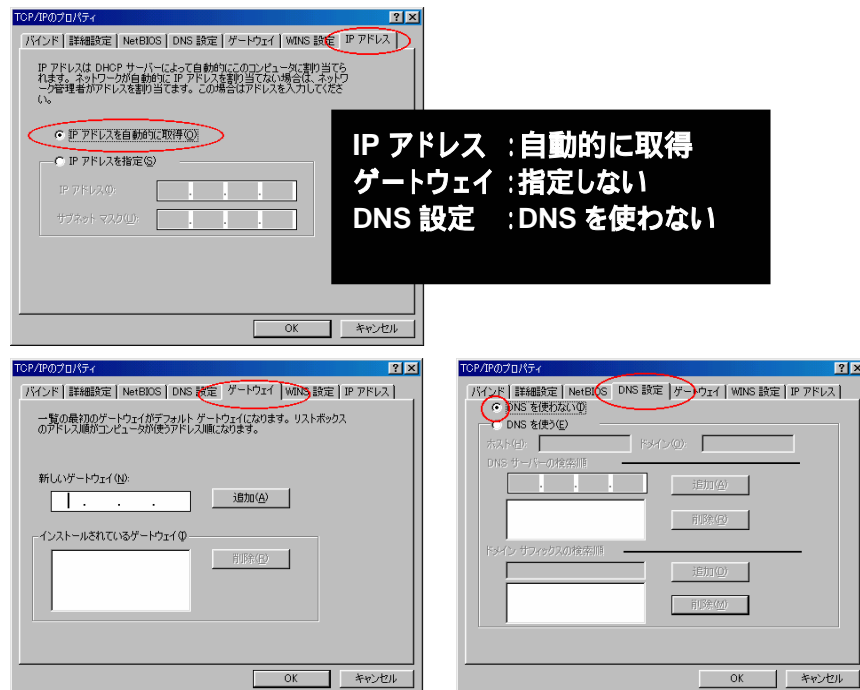 TCP/IPのプロパティ
バインド 詳細設定 NetBIOS DNS 設定 ゲートウェイ WINS 設定 IP アドレス
IP アドレスは DHCP サーバーによって自動的にこのコンピュータに割り当てら
れます。ネットワークが自動的に IP アドレスを割り当てない場合は、ネットワ
ーク管理者がアドレスを割り当てます。この場合はアドレスを入力してくださ
い。
IP アドレスを自動的に取得(O)
IP アドレスを指定(S)
IP アドレス(I):
サブネット マスク(U):
OK キャンセル
IP アドレス :自動的に取得
ゲートウェイ :指定しない
DNS 設定 :DNS を使わない
TCP/IPのプロパティ
バインド 詳細設定 NetBIOS DNS 設定 ゲートウェイ WINS 設定 IP アドレス
一覧の最初のゲートウェイがデフォルト ゲートウェイになります。リストボックス
のアドレス順がコンピュータが使うアドレス順になります。
新しいゲートウェイ(N):
追加(A)
インストールされているゲートウェイ(I)
削除(R)
OK キャンセル
TCP/IPのプロパティ
バインド 詳細設定 NetBIOS DNS 設定 ゲートウェイ WINS 設定 IP アドレス
DNS を使わない(I)
DNS を使う(E)
ホスト(H): ドメイン(O):
DNS サーバーの検索順
追加(A)
削除(R)
ドメイン サフィックスの検索順
追加(D)
削除(M)
OK キャンセル